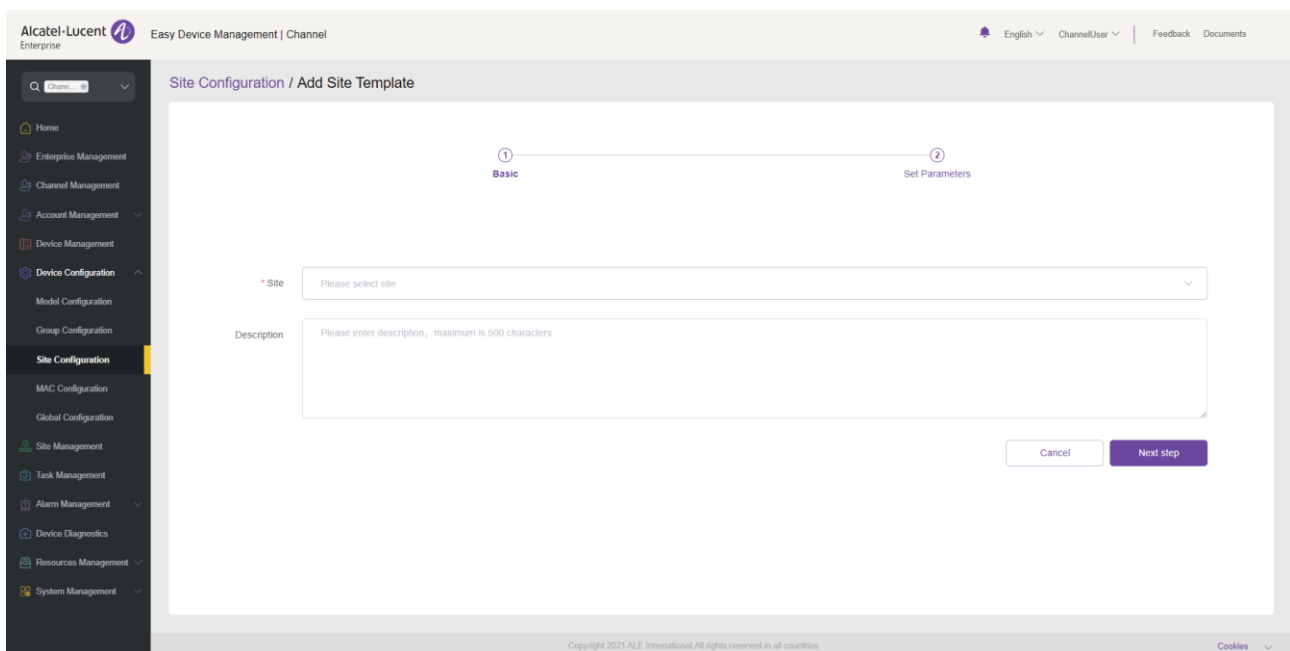 Alcatel·Lucent
Enterprise
Easy Device Management | Channel
English
ChannelUser
Feedback
Documents
Chann...
Site Configuration / Add Site Template
Home
Enterprise Management
Channel Management
Account Management
Device Management
Device Configuration
Model Configuration
Group Configuration
Site Configuration
MAC Configuration
Global Configuration
Site Management
Task Management
Alarm Management
Device Diagnostics
Resources Management
System Management
1
Basic
2
Set Parameters
* Site
Please select site
Description
Please enter description, maximum is 500 characters
Cancel
Next step
Copyright 2021 ALE International.All rights reserved in all countries
Cookies